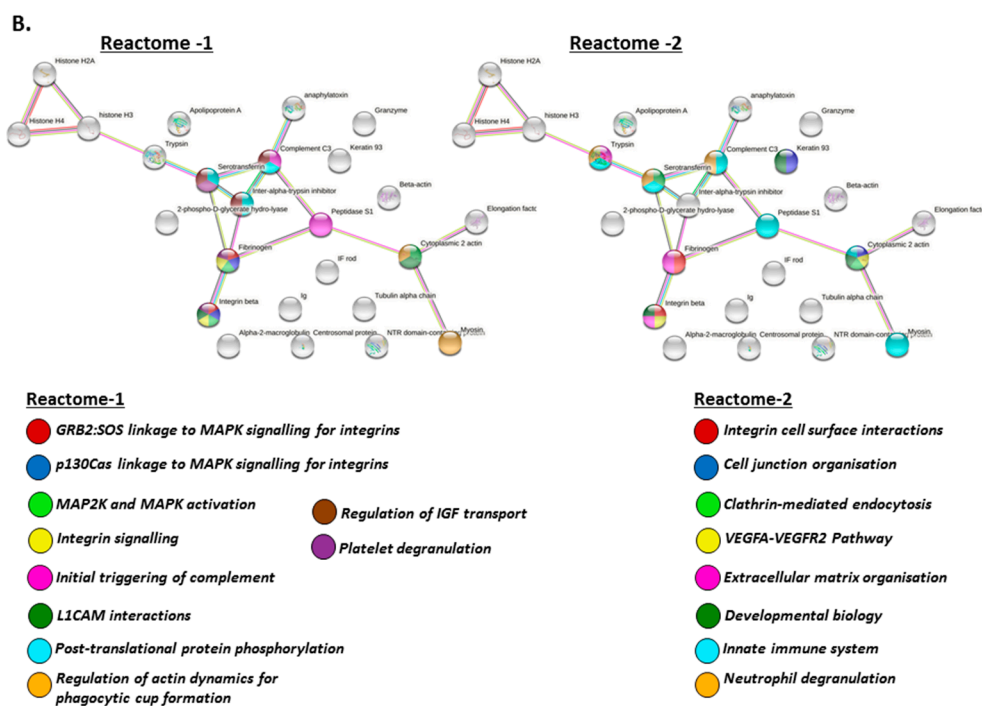 B.
Reactome -1
Histone H2A
Histone H4
histone H3
Apolipoprotein A
anaphylatoxin
Granzyme
Trypsin
Complement C3
Keratin 93
Serotransferrin
Inter-alpha-trypsin inhibitor
Beta-actin
2-phospho-D-glycerate hydro-lyase
Peptidase S1
Elongation facto
Fibrinogen
Cytoplasmic 2 actin
IF rod
Integrin beta
Ig
Tubulin alpha chain
Alpha-2-macroglobulin
Centrosomal protein
NTR domain-cont
Myosin
Reactome -2
Histone H2A
Histone H4
histone H3
Apolipoprotein A
anaphylatoxin
Granzyme
Trypsin
Complement C3
Keratin 93
Serotransferrin
Inter-alpha-trypsin inhibitor
Beta-actin
2-phospho-D-glycerate hydro-lyase
Peptidase S1
Elongation fact
Fibrinogen
Cytoplasmic 2 actin
IF rod
Integrin beta
Ig
Tubulin alpha chain
Alpha-2-macroglobulin
Centrosomal protein
NTR domain-cont
Myosin
Reactome-1
GRB2:SOS linkage to MAPK signalling for integrins
p130Cas linkage to MAPK signalling for integrins
MAP2K and MAPK activation
Integrin signalling
Initial triggering of complement
L1CAM interactions
Post-translational protein phosphorylation
Regulation of actin dynamics for
phagocytic cup formation
Regulation of IGF transport
Platelet degranulation
Reactome-2
Integrin cell surface interactions
Cell junction organisation
Clathrin-mediated endocytosis
VEGFA-VEGFR2 Pathway
Extracellular matrix organisation
Developmental biology
Innate immune system
Neutrophil degranulation